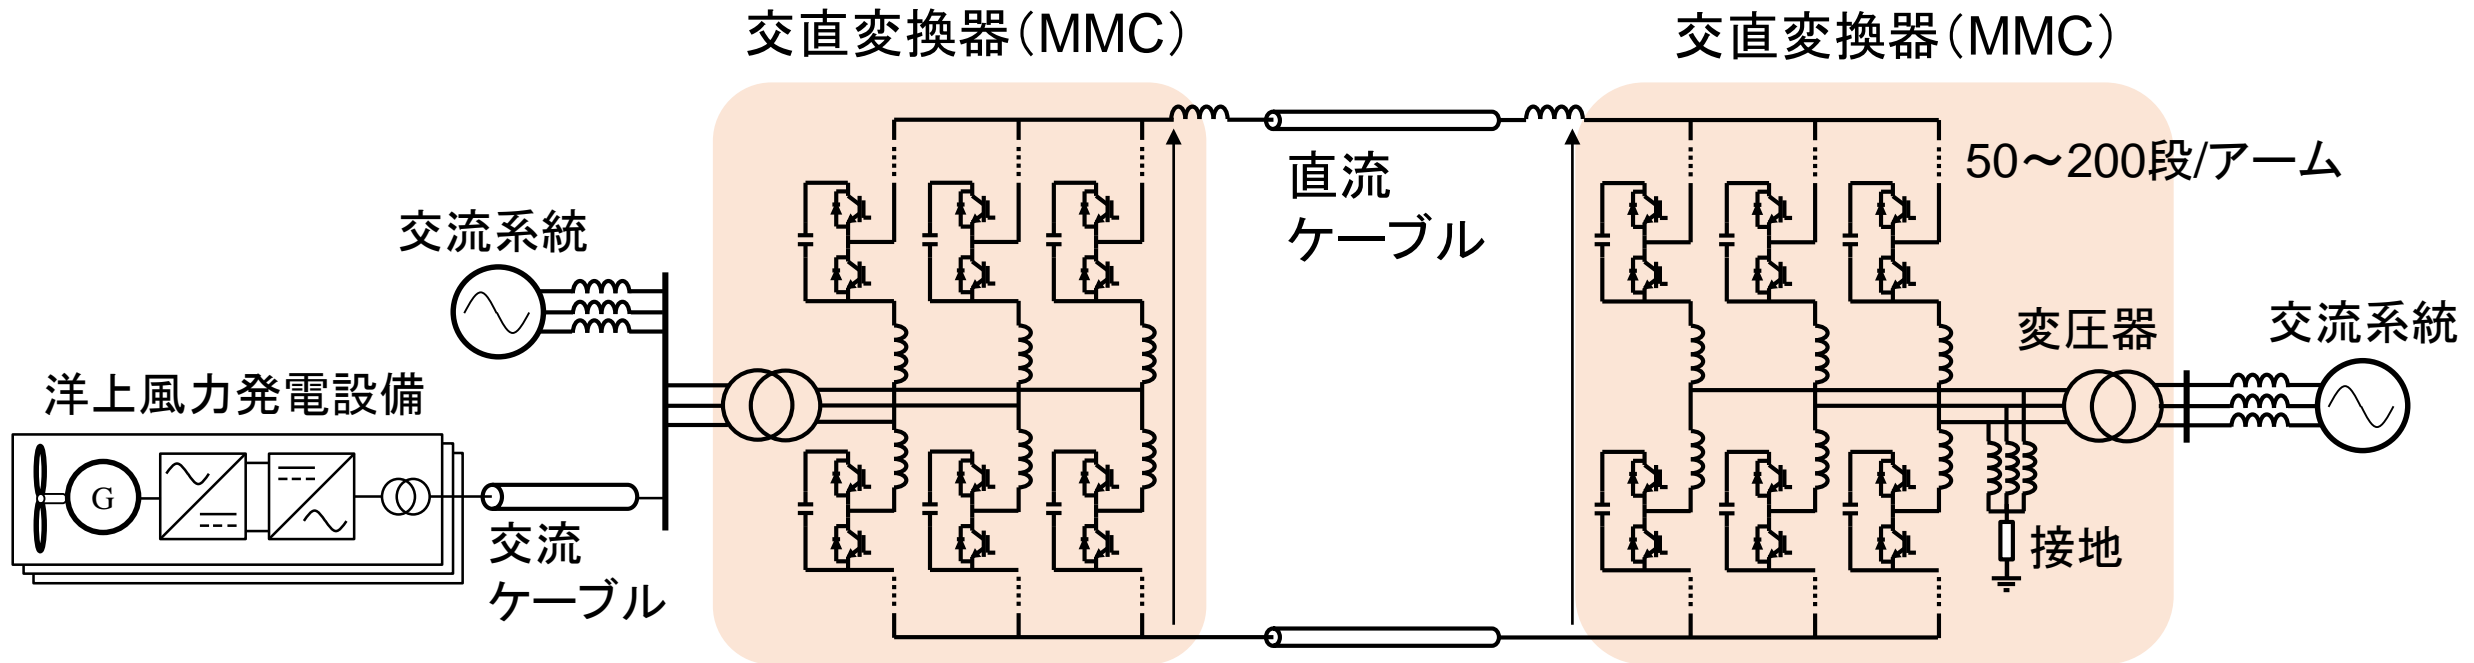 交直変換器（MMC）
交直変換器（MMC）
50～200段/アーム
直流
ケーブル
交流系統
変圧器
交流系統
洋上風力発電設備
G
交流
ケーブル
接地